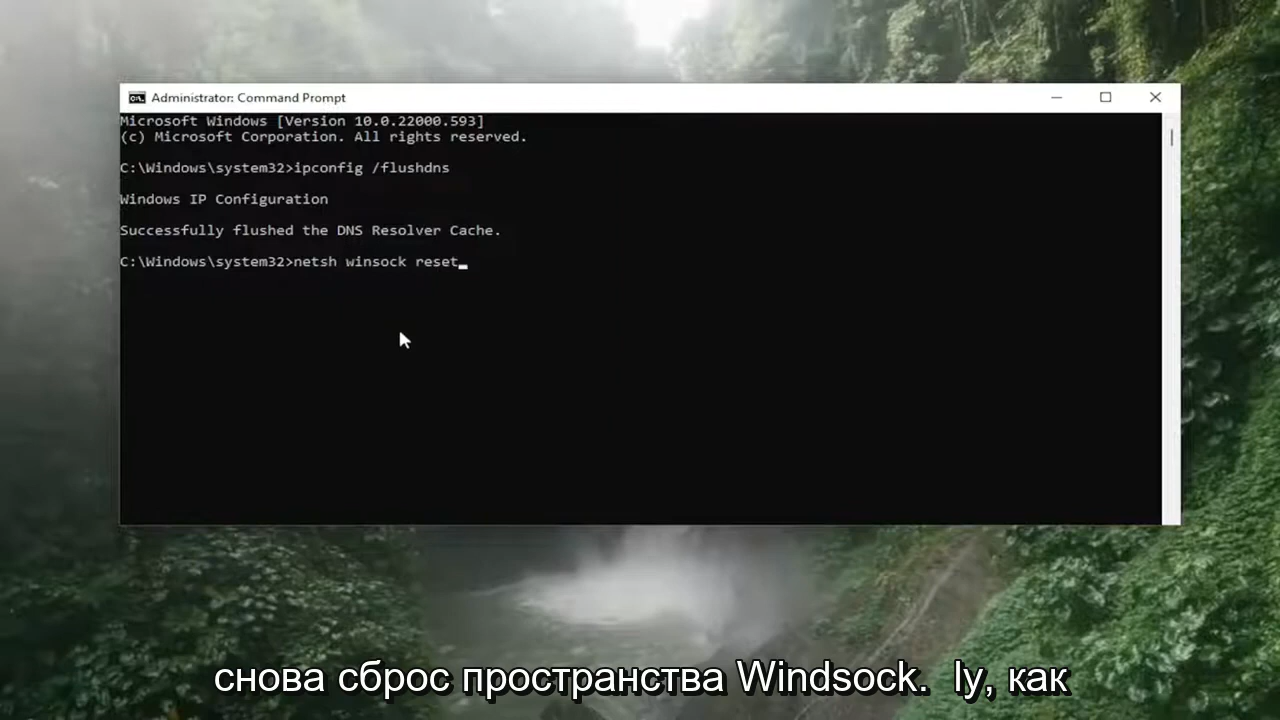 Administrator: Command Prompt
Microsoft Windows [Version 10.0.22000.593]
(c) Microsoft Corporation. All rights reserved.
C:\Windows\system32>ipconfig /flushdns
Windows IP Configuration
Successfully flushed the DNS Resolver Cache.
C:\Windows\system32>netsh winsock reset
снова сброс пространства Windsock.  ly, как